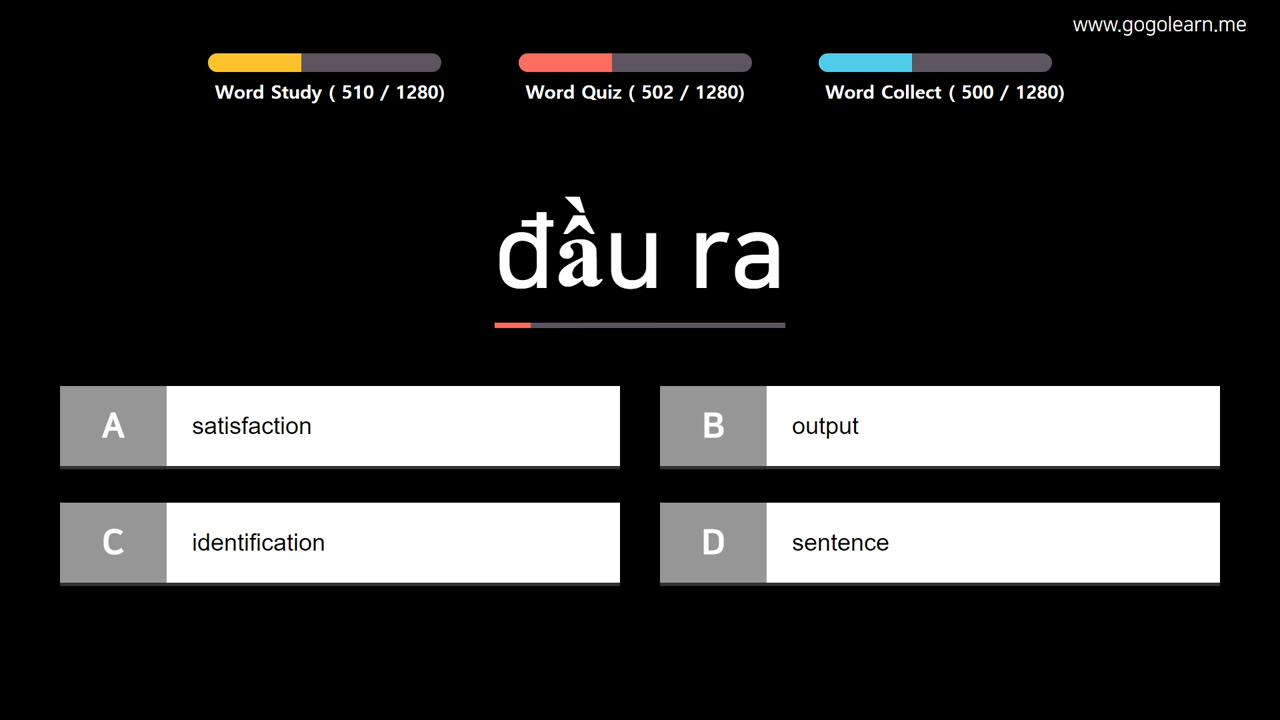 www.gogolearn.me
Word Study ( 510 / 1280)
Word Quiz ( 502 / 1280)
Word Collect ( 500 / 1280)
đầu ra
A
satisfaction
B
output
C
identification
D
sentence